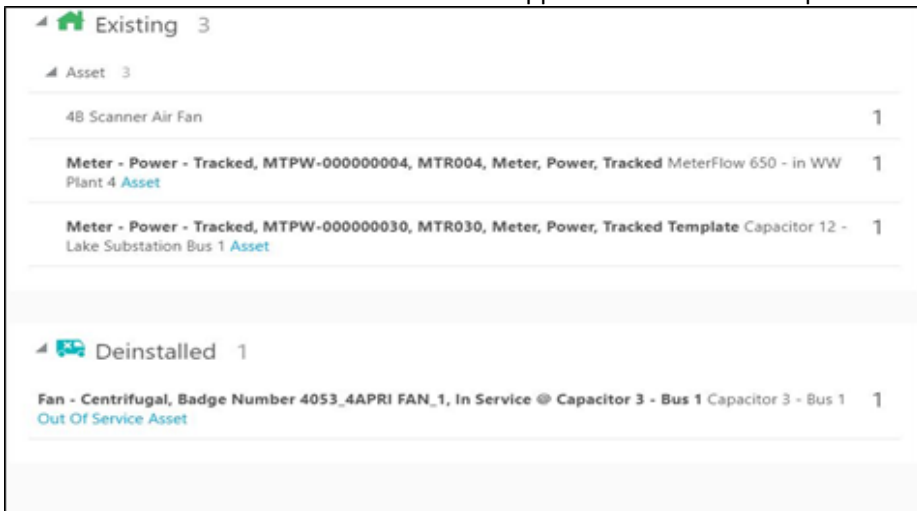 Existing 3
Asset 3
4B Scanner Air Fan 1
Meter - Power - Tracked, MTPW-000000004, MTR004, Meter, Power, Tracked MeterFlow 650 - in WW 1
Plant 4 Asset
Meter - Power - Tracked, MTPW-000000030, MTR030, Meter, Power, Tracked Template Capacitor 12 - 1
Lake Substation Bus 1 Asset
Deinstalled 1
Fan - Centrifugal, Badge Number 4053_4APRI FAN_1, In Service @ Capacitor 3 - Bus 1 Capacitor 3 - Bus 1 1
Out Of Service Asset